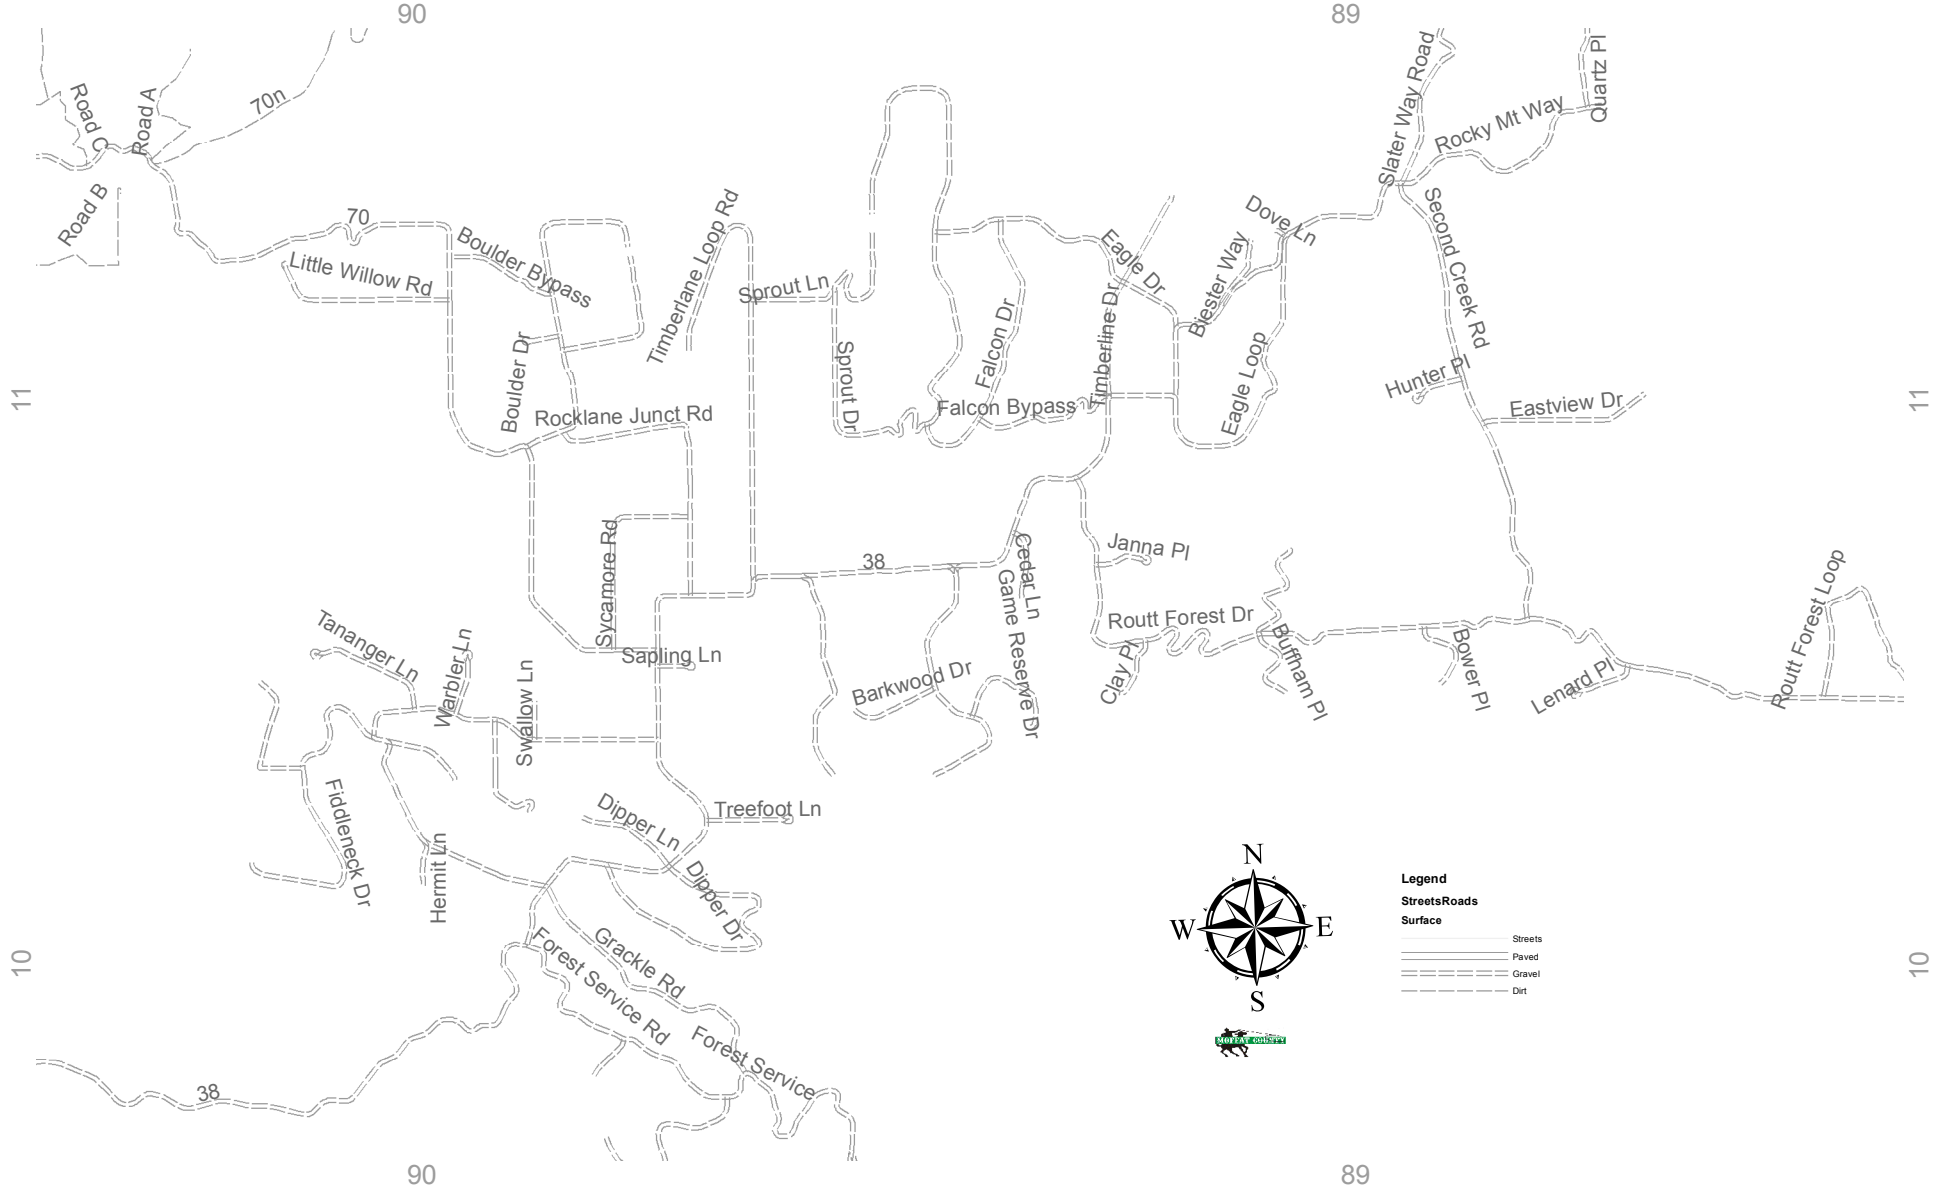 90
89
Road C
Road A
70n
Slater Way Road
Rocky Mt Way
Quartz Pl
Road B
70
Little Willow Rd
Boulder Bypass
Timberlane Loop Rd
Sprout Ln
Eagle Dr
Biester Way
Dove Ln
Second Creek Rd
Boulder Dr
Sprout Dr
Falcon Dr
Timberline Dr
Eagle Loop
Hunter Pl
Eastview Dr
11
11
Rocklane Junct Rd
Falcon Bypass
Sycamore Rd
38
Cedar Ln
Game Reserve Dr
Janna Pl
Routt Forest Dr
Routt Forest Loop
Tananger Ln
Warbler Ln
Swallow Ln
Sapling Ln
Barkwood Dr
Clay Pl
Buffham Pl
Bower Pl
Lenard Pl
Fiddleneck Dr
Hermit Ln
Dipper Ln
Treefoot Ln
Dipper Dr
Grackle Rd
Forest Service Rd
Forest Service
38
10
10
N
W
E
S
MOFFAT COUNTY
Legend
StreetsRoads
Surface
Streets
Paved
Gravel
Dirt
90
89